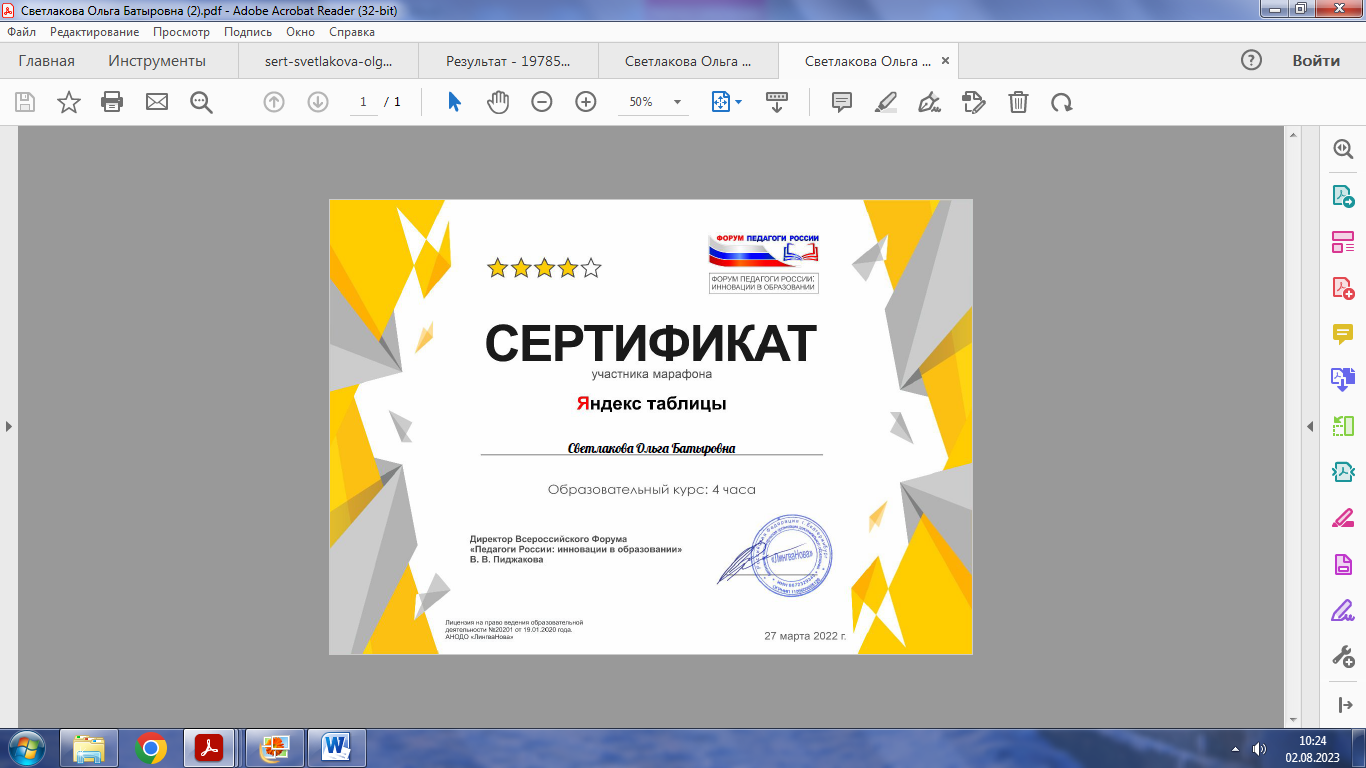 Светлакова Ольга Батыровна (2).pdf - Adobe Acrobat Reader (32-bit)
Файл Редактирование Просмотр Подпись Окно Справка
Главная Инструменты sert-svetlakova-olg... Результат - 19785... Светлакова Ольга ... Светлакова Ольга ... Войти
1 / 1 50%
ФОРУМ ПЕДАГОГИ РОССИИ
ФОРУМ ПЕДАГОГИ РОССИИ:
ИННОВАЦИИ В ОБРАЗОВАНИИ
СЕРТИФИКАТ
участника марафона
Яндекс таблицы
Светлакова Ольга Батыровна
Образовательный курс: 4 часа
Директор Всероссийского Форума
«Педагоги России: инновации в образовании»
В. В. Пиджакова
«ЛингваНова»
Лицензия на право ведения образовательной
деятельности №20201 от 19.01.2020 года.
АНОДО «ЛингваНова»
27 марта 2022 г.
10:24
02.08.2023